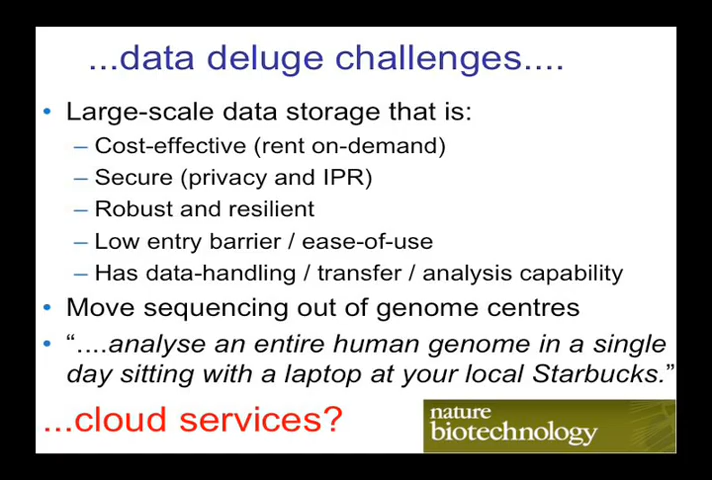 ...data deluge challenges....
• Large-scale data storage that is:
– Cost-effective (rent on-demand)
– Secure (privacy and IPR)
– Robust and resilient
– Low entry barrier / ease-of-use
– Has data-handling / transfer / analysis capability
• Move sequencing out of genome centres
• “....analyse an entire human genome in a single
day sitting with a laptop at your local Starbucks.”
...cloud services?
nature
biotechnology